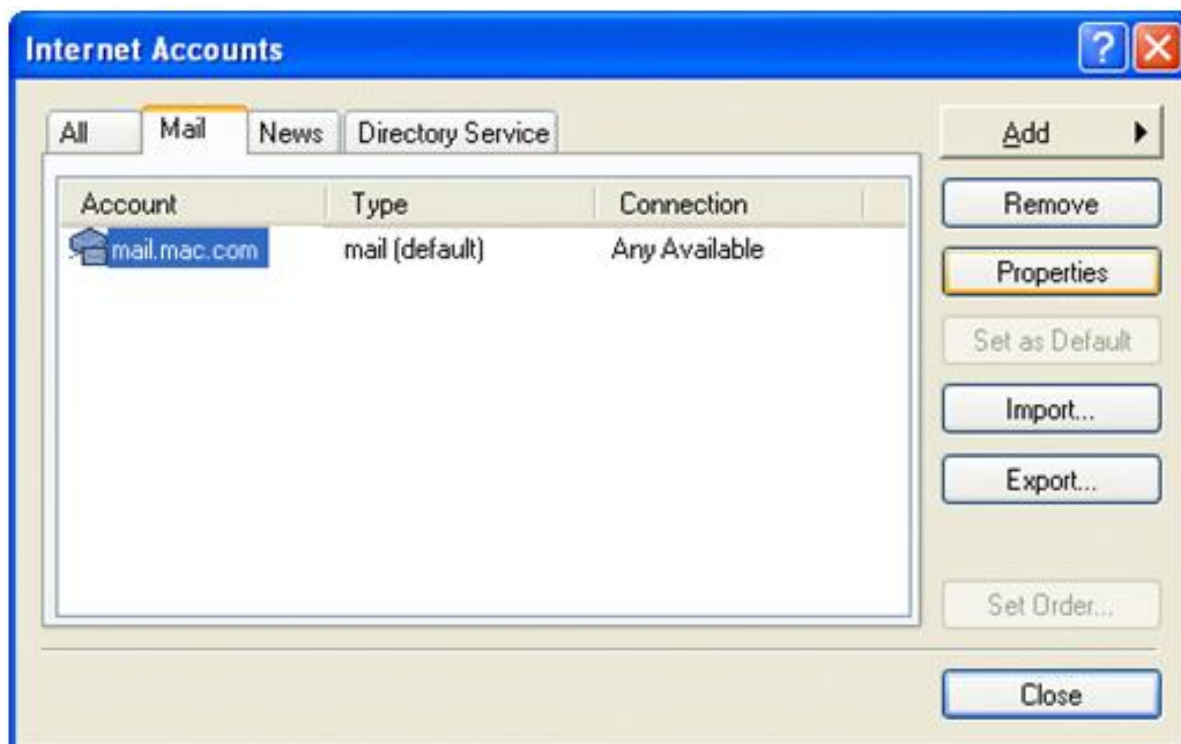 Internet Accounts
?
All Mail News Directory Service
Add
Account Type Connection
Remove
mail.mac.com mail (default) Any Available
Properties
Set as Default
Import...
Export...
Set Order...
Close